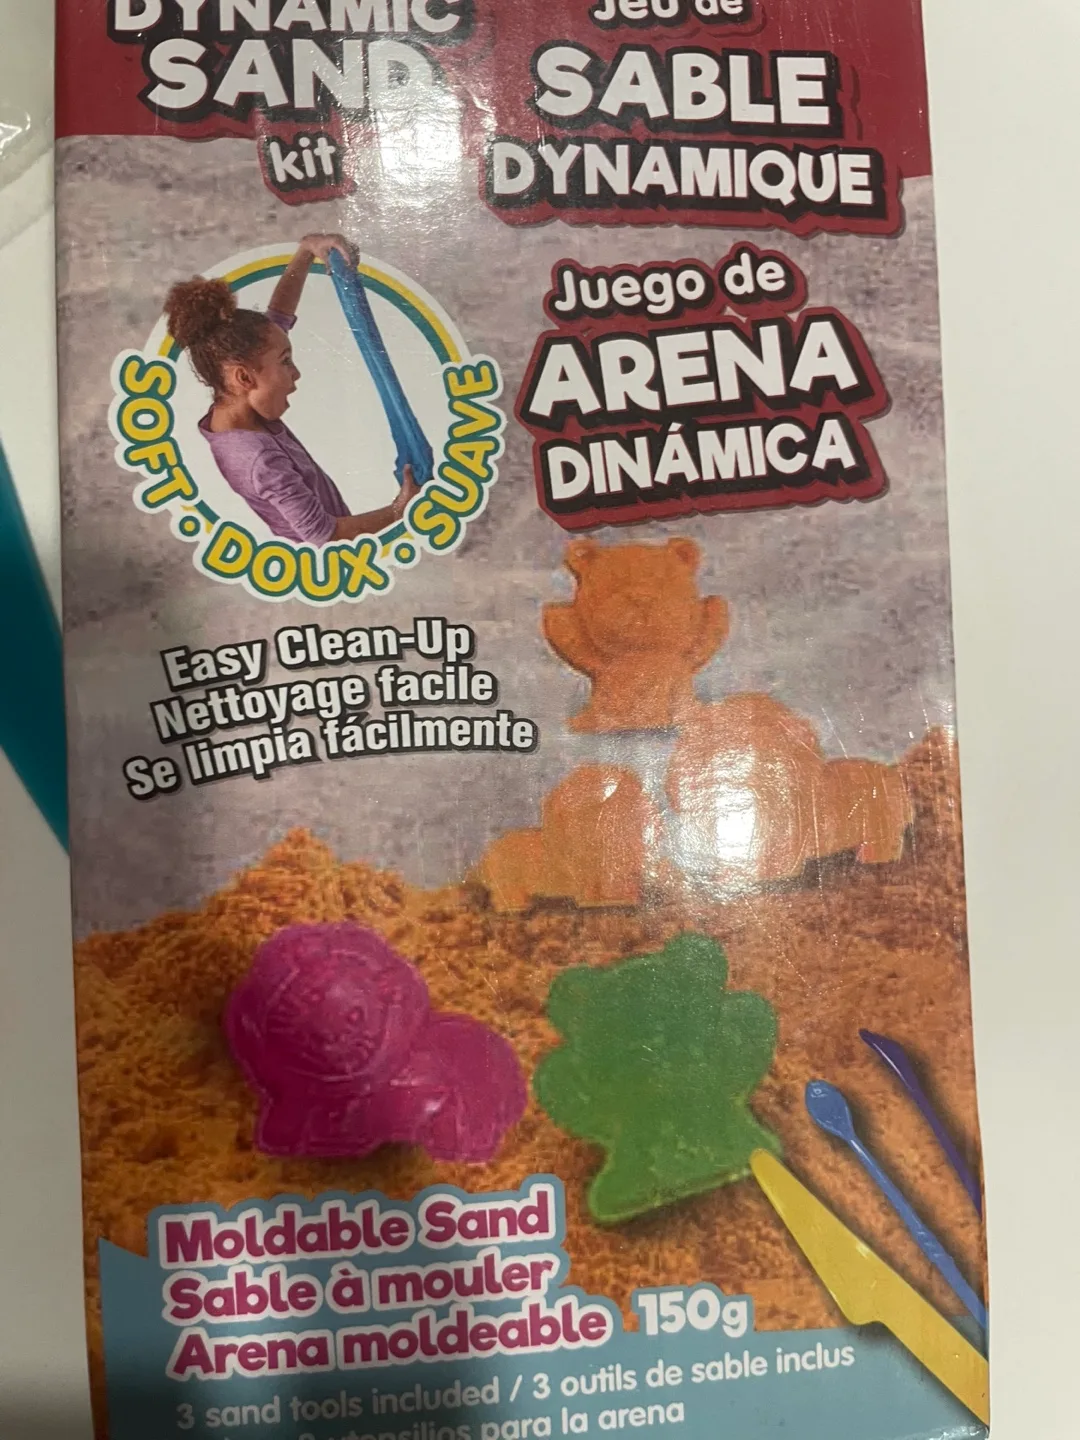 DYNAMIC
SAND
kit
Jeu de
SABLE
DYNAMIQUE
Juego de
ARENA
DINÁMICA
SOFT • DOUX • SUAVE
Easy Clean-Up
Nettoyage facile
Se limpia fácilmente
Moldable Sand
Sable à mouler
Arena moldeable 150g
3 sand tools included / 3 outils de sable inclus
utensilios para la arena